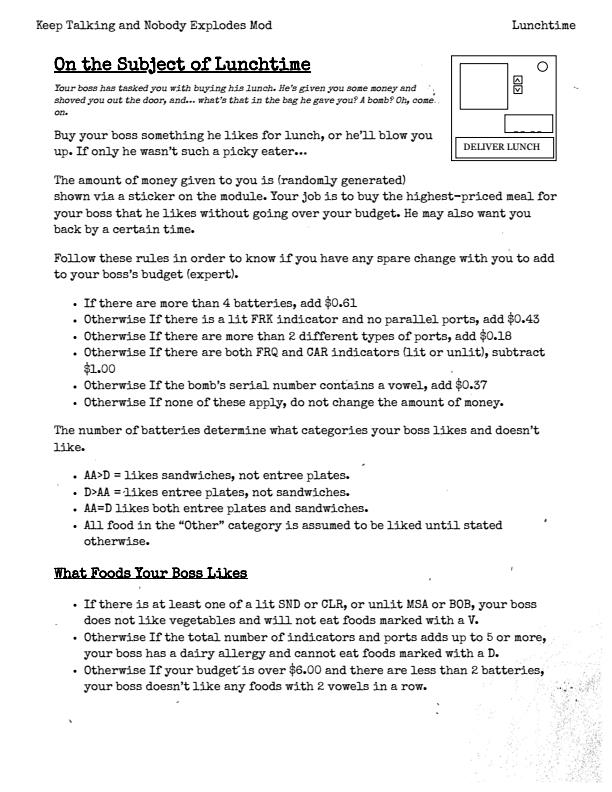 Keep Talking and Nobody Explodes Mod
Lunchtime
On the Subject of Lunchtime
Your boss has tasked you with buying his lunch. He's given you some money and
shoved you out the door, and... what's that in the bag he gave you? A bomb? Oh, come
on.
DELIVER LUNCH
Buy your boss something he likes for lunch, or he'll blow you
up. If only he wasn't such a picky eater...
The amount of money given to you is (randomly generated)
shown via a sticker on the module. Your job is to buy the highest-priced meal for
your boss that he likes without going over your budget. He may also want you
back by a certain time.
Follow these rules in order to know if you have any spare change with you to add
to your boss's budget (expert).
• If there are more than 4 batteries, add $0.61
• Otherwise If there is a lit FRK indicator and no parallel ports, add $0.43
• Otherwise If there are more than 2 different types of ports, add $0.18
• Otherwise If there are both FRQ and CAR indicators (lit or unlit), subtract
$1.00
• Otherwise If the bomb's serial number contains a vowel, add $0.37
• Otherwise If none of these apply, do not change the amount of money.
The number of batteries determine what categories your boss likes and doesn't
like.
• AA>D = likes sandwiches, not entree plates.
• D>AA = likes entree plates, not sandwiches.
• AA=D likes both entree plates and sandwiches.
• All food in the "Other" category is assumed to be liked until stated
otherwise.
What Foods Your Boss Likes
• If there is at least one of a lit SND or CLR, or unlit MSA or BOB, your boss
does not like vegetables and will not eat foods marked with a V.
• Otherwise If the total number of indicators and ports adds up to 5 or more,
your boss has a dairy allergy and cannot eat foods marked with a D.
• Otherwise If your budget is over $6.00 and there are less than 2 batteries,
your boss doesn't like any foods with 2 vowels in a row.